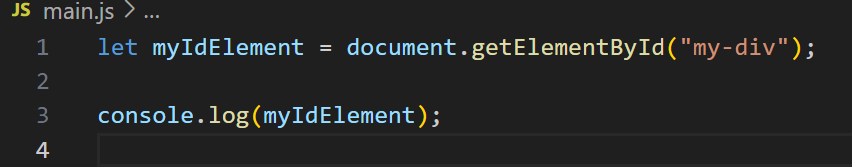 JS main.js > ...
1 let myIdElement = document.getElementById("my-div");
2
3 console.log(myIdElement);
4